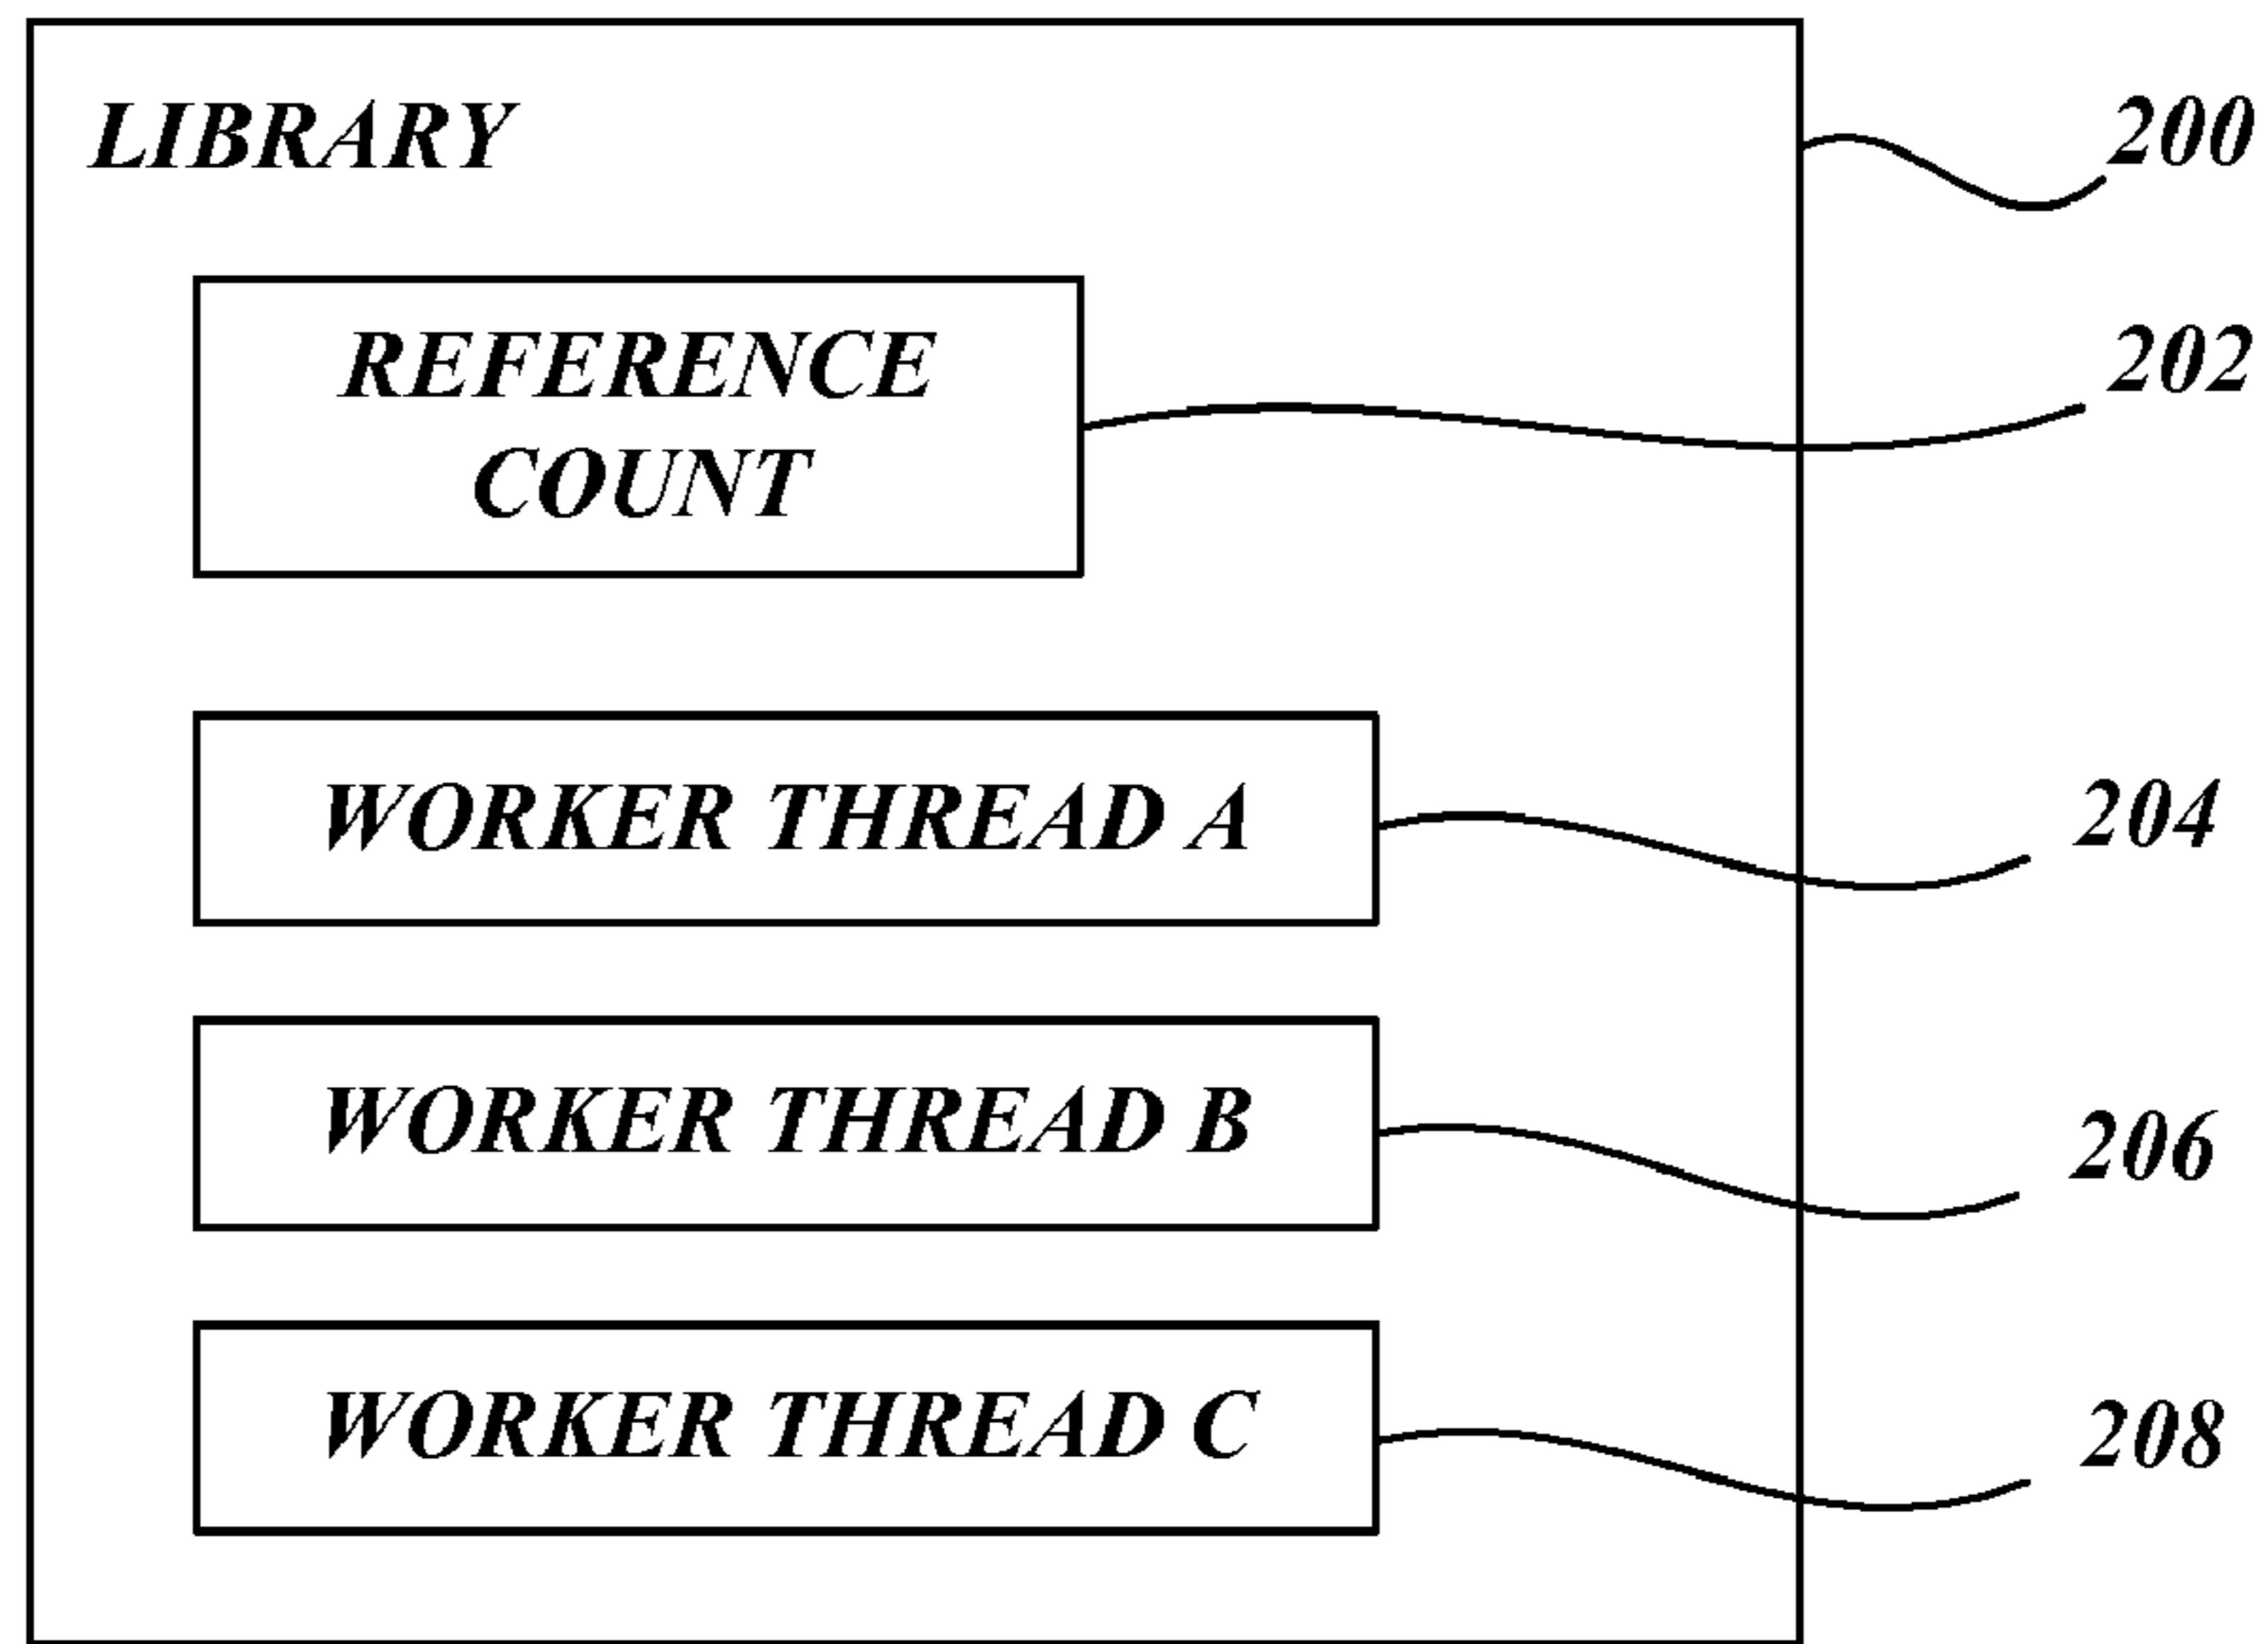 LIBRARY
200
REFERENCE
COUNT
202
WORKER THREAD A
204
WORKER THREAD B
206
WORKER THREAD C
208